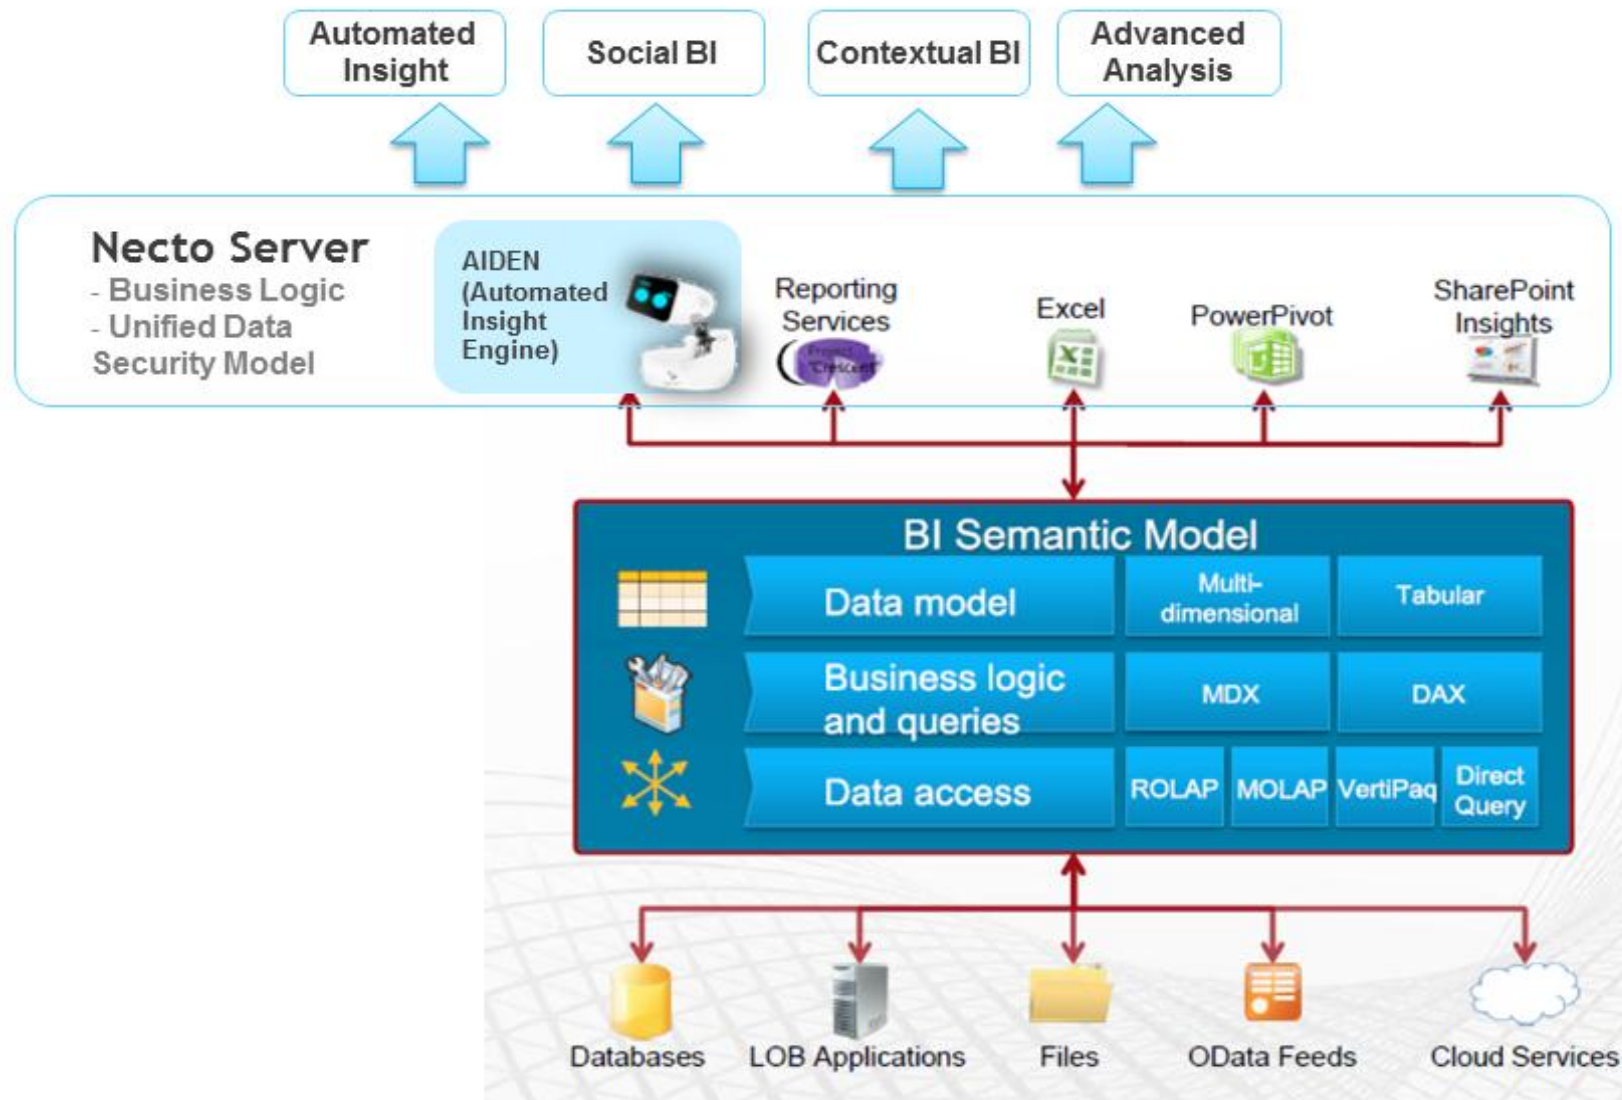 Automated
Insight
Social BI
Contextual BI
Advanced
Analysis
Necto Server
- Business Logic
- Unified Data
Security Model
AIDEN
(Automated
Insight
Engine)
Reporting
Services
Project
"Crescent"
Excel
PowerPivot
SharePoint
Insights
BI Semantic Model
Data model
Multi-
dimensional
Tabular
Business logic
and queries
MDX
DAX
Data access
ROLAP
MOLAP
VertiPaq
Direct
Query
Databases
LOB Applications
Files
OData Feeds
Cloud Services